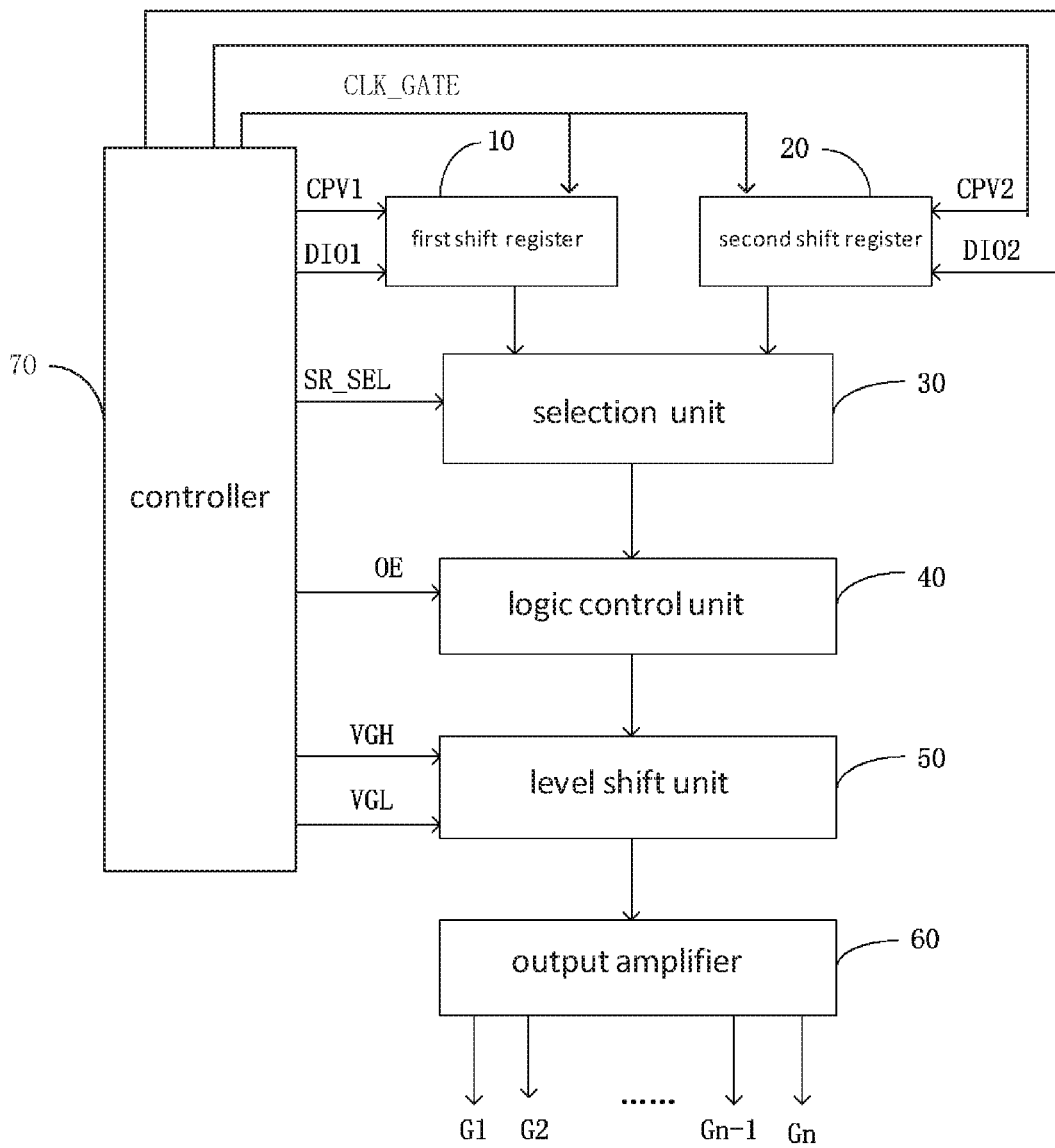 CLK_GATE
10
20
CPV1
CPV2
first shift register
second shift register
DIO1
DIO2
70
SR_SEL
30
selection unit
controller
OE
40
logic control unit
VGH
50
level shift unit
VGL
60
output amplifier
......
G1 G2 Gn-1 Gn